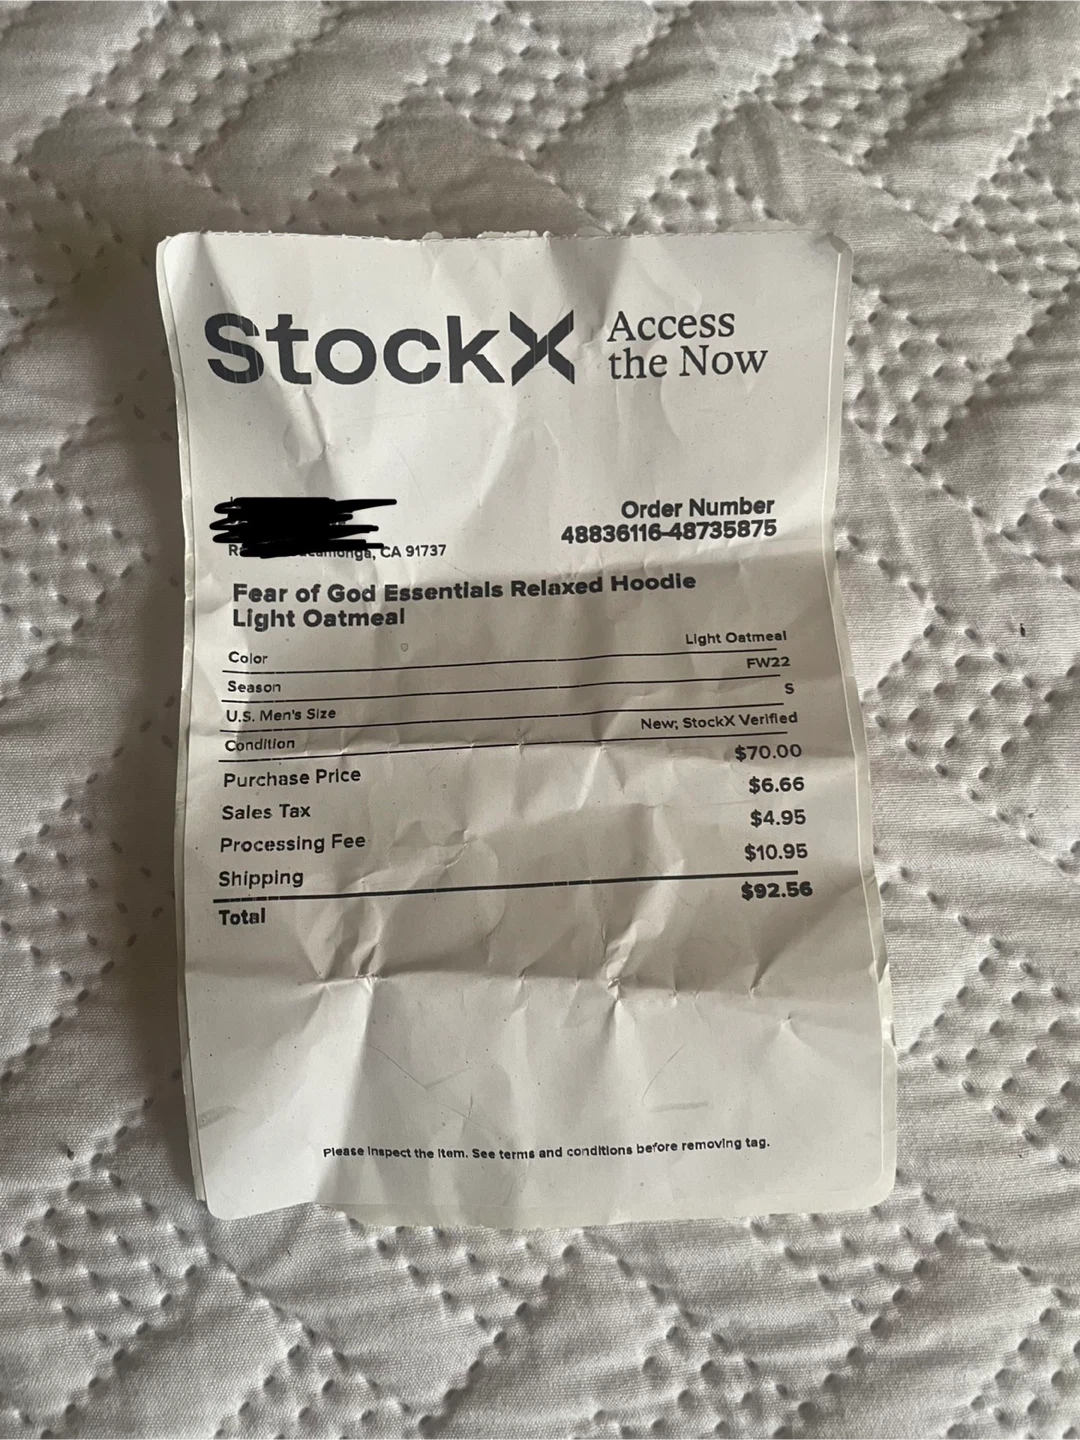 StockX Access
the Now
Order Number
48836116-48735875
CA 91737
Fear of God Essentials Relaxed Hoodie
Light Oatmeal
Color Light Oatmeal
Season FW22
U.S. Men's Size S
Condition New; StockX Verified
Purchase Price $70.00
Sales Tax $6.66
Processing Fee $4.95
Shipping $10.95
Total $92.56
Please inspect the item. See terms and conditions before removing tag.